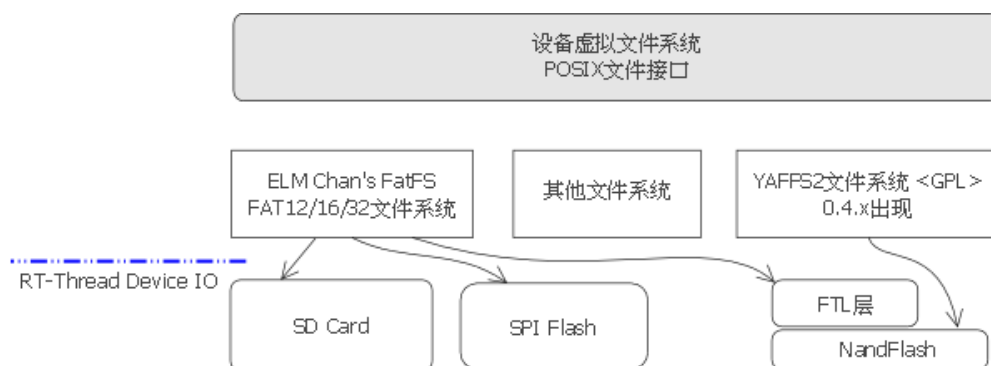 设备虚拟文件系统
POSIX文件接口
ELM Chan's FatFS
FAT12/16/32文件系统
其他文件系统
YAFFS2文件系统 <GPL>
0.4.x出现
RT-Thread Device IO
SD Card
SPI Flash
FTL层
NandFlash